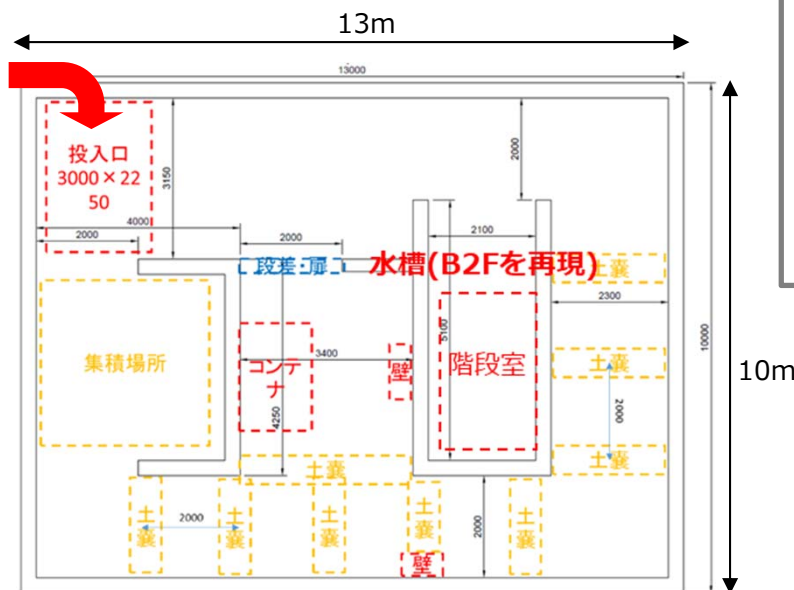 13m
13000
投入口
3000×22
50
3150
2000
4000
2000
2000
2100
段差・扉
水槽(B2Fを再現)
土嚢
2300
10000
集積場所
コンテ
ナ
3400
壁
5100
階段室
土嚢
10m
4250
2000
土嚢
土嚢
土嚢
2000
土嚢
土嚢
土嚢
土嚢
2000
壁